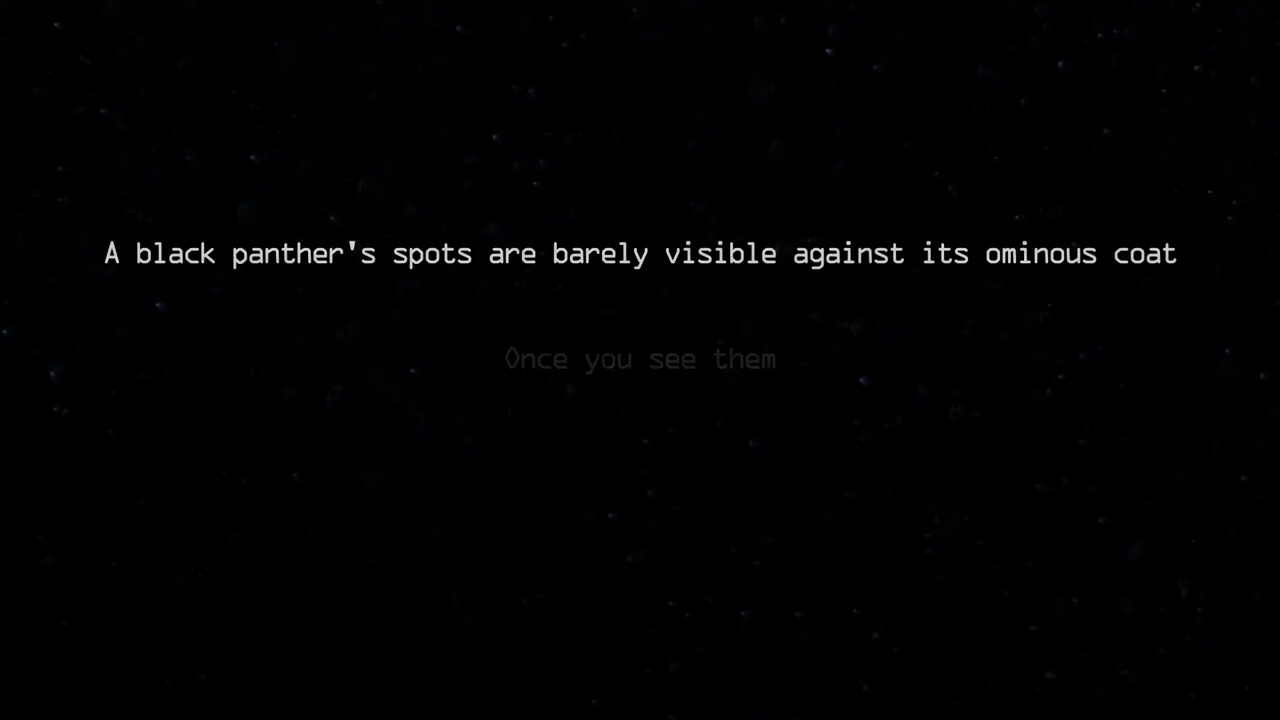 A black panther's spots are barely visible against its ominous coat
Once you see them